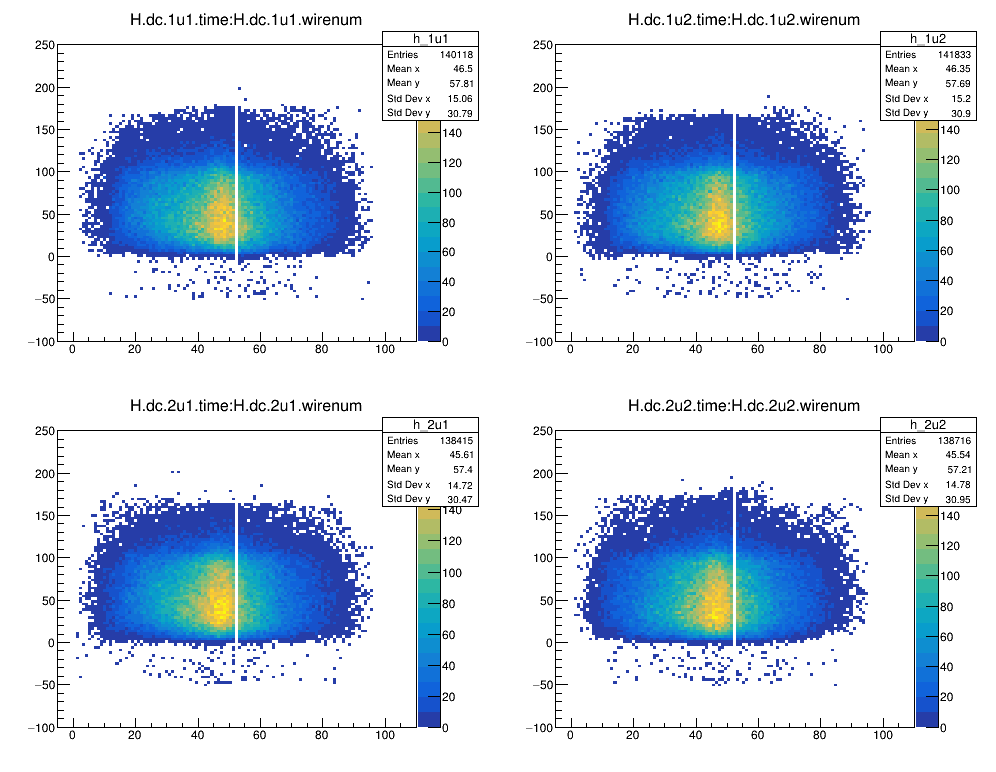 H.dc.1u1.time:H.dc.1u1.wirenum
h_1u1
Entries 140118
Mean x 46.5
Mean y 57.81
Std Dev x 15.06
Std Dev y 30.79
250
200
150
100
50
0
−50
−100
0 20 40 60 80 100
140
120
100
80
60
40
20
0
H.dc.1u2.time:H.dc.1u2.wirenum
h_1u2
Entries 141833
Mean x 46.35
Mean y 57.69
Std Dev x 15.2
Std Dev y 30.9
250
200
150
100
50
0
−50
−100
0 20 40 60 80 100
140
120
100
80
60
40
20
0
H.dc.2u1.time:H.dc.2u1.wirenum
h_2u1
Entries 138415
Mean x 45.61
Mean y 57.4
Std Dev x 14.72
Std Dev y 30.47
250
200
150
100
50
0
−50
−100
0 20 40 60 80 100
140
120
100
80
60
40
20
0
H.dc.2u2.time:H.dc.2u2.wirenum
h_2u2
Entries 138716
Mean x 45.54
Mean y 57.21
Std Dev x 14.78
Std Dev y 30.95
250
200
150
100
50
0
−50
−100
0 20 40 60 80 100
140
120
100
80
60
40
20
0